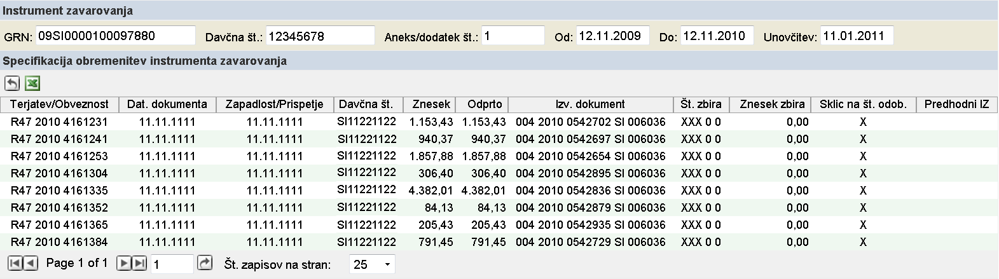 Instrument zavarovanja
GRN: 09SI0000100097880 Davčna št.: 12345678 Aneks/dodatek št.: 1 Od: 12.11.2009 Do: 12.11.2010 Unovčitev: 11.01.2011
Specifikacija obremenitev instrumenta zavarovanja
Terjatev/Obveznost Dat. dokumenta Zapadlost/Prispetje Davčna št. Znesek Odprto Izv. dokument Št. zbira Znesek zbira Sklic na št. odob. Predhodni IZ
R47 2010 4161231 11.11.1111 11.11.1111 SI11221122 1.153,43 1.153,43 004 2010 0542702 SI 006036 XXX 0 0 0,00 X
R47 2010 4161241 11.11.1111 11.11.1111 SI11221122 940,37 940,37 004 2010 0542697 SI 006036 XXX 0 0 0,00 X
R47 2010 4161253 11.11.1111 11.11.1111 SI11221122 1.857,88 1.857,88 004 2010 0542654 SI 006036 XXX 0 0 0,00 X
R47 2010 4161304 11.11.1111 11.11.1111 SI11221122 306,40 306,40 004 2010 0542895 SI 006036 XXX 0 0 0,00 X
R47 2010 4161335 11.11.1111 11.11.1111 SI11221122 4.382,01 4.382,01 004 2010 0542836 SI 006036 XXX 0 0 0,00 X
R47 2010 4161352 11.11.1111 11.11.1111 SI11221122 84,13 84,13 004 2010 0542879 SI 006036 XXX 0 0 0,00 X
R47 2010 4161365 11.11.1111 11.11.1111 SI11221122 205,43 205,43 004 2010 0542935 SI 006036 XXX 0 0 0,00 X
R47 2010 4161384 11.11.1111 11.11.1111 SI11221122 791,45 791,45 004 2010 0542729 SI 006036 XXX 0 0 0,00 X
Page 1 of 1 1 Št. zapisov na stran: 25